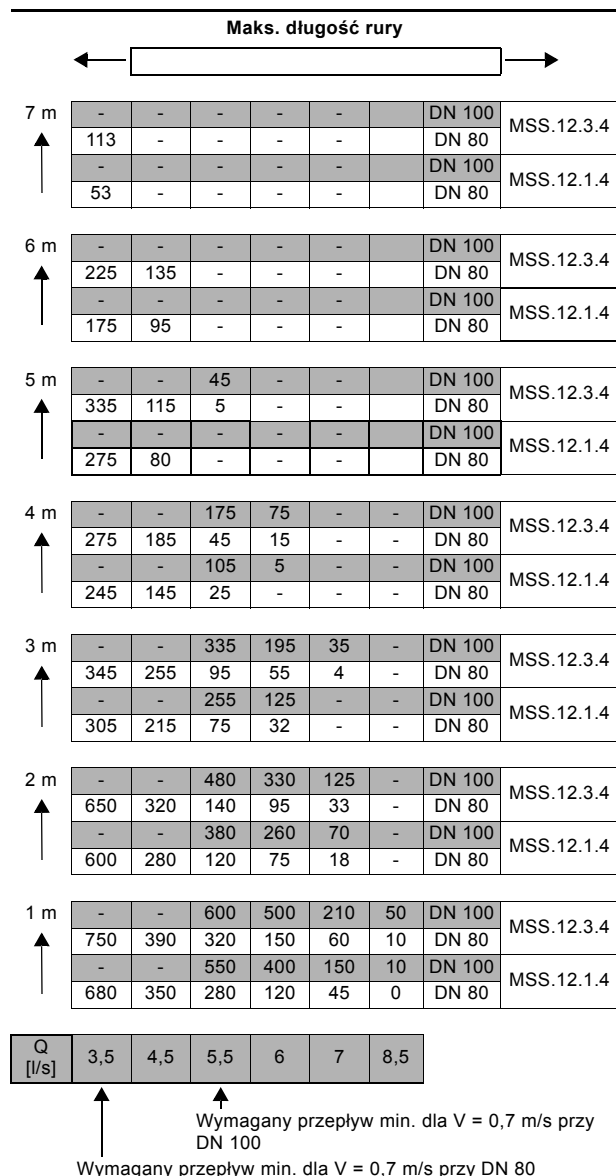 Maks. długość rury
7 m
- - - - - DN 100 MSS.12.3.4
113 - - - - DN 80
- - - - - DN 100 MSS.12.1.4
53 - - - - DN 80
6 m
- - - - - DN 100 MSS.12.3.4
225 135 - - - DN 80
- - - - - DN 100 MSS.12.1.4
175 95 - - - DN 80
5 m
- - 45 - - DN 100 MSS.12.3.4
335 115 5 - - DN 80
- - - - - DN 100 MSS.12.1.4
275 80 - - - DN 80
4 m
- - 175 75 - - DN 100 MSS.12.3.4
275 185 45 15 - - DN 80
- - 105 5 - - DN 100 MSS.12.1.4
245 145 25 - - - DN 80
3 m
- - 335 195 35 - DN 100 MSS.12.3.4
345 255 95 55 4 - DN 80
- - 255 125 - - DN 100 MSS.12.1.4
305 215 75 32 - - DN 80
2 m
- - 480 330 125 - DN 100 MSS.12.3.4
650 320 140 95 33 - DN 80
- - 380 260 70 - DN 100 MSS.12.1.4
600 280 120 75 18 - DN 80
1 m
- - 600 500 210 50 DN 100 MSS.12.3.4
750 390 320 150 60 10 DN 80
- - 550 400 150 10 DN 100 MSS.12.1.4
680 350 280 120 45 0 DN 80
Q [l/s] 3,5 4,5 5,5 6 7 8,5
Wymagany przepływ min. dla V = 0,7 m/s przy
DN 100
Wymagany przepływ min. dla V = 0,7 m/s przy DN 80